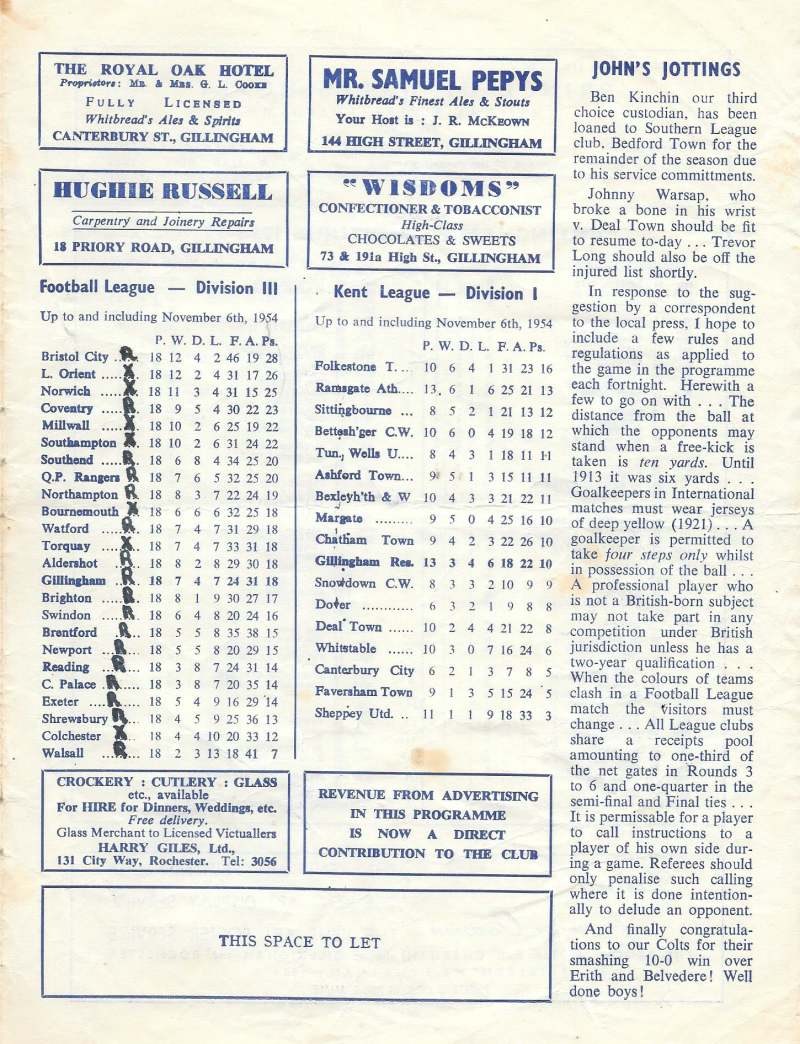 THE ROYAL OAK HOTEL
Proprietors: MR. & MRS. G. L. COOKE
FULLY LICENSED
Whitbread's Ales & Spirits
CANTERBURY ST., GILLINGHAM
MR. SAMUEL PEPYS
Whitbread's Finest Ales & Stouts
Your Host is : J. R. MCKEOWN
144 HIGH STREET, GILLINGHAM
HUGHIE RUSSELL
Carpentry and Joinery Repairs
18 PRIORY ROAD, GILLINGHAM
"WISDOMS"
CONFECTIONER & TOBACCONIST
High-Class
CHOCOLATES & SWEETS
73 & 191a High St., GILLINGHAM
Football League — Division III
Up to and including November 6th, 1954
P. W. D. L. F. A. Ps.
Bristol City R 18 12 4 2 46 19 28
L. Orient ..... X 18 12 2 4 31 17 26
Norwich ..... X 18 11 3 4 31 15 25
Coventry ..... R 18 9 5 4 30 22 23
Millwall ..... X 18 10 2 6 25 19 22
Southampton X 18 10 2 6 31 24 22
Southend ..... R 18 6 8 4 34 25 20
Q.P. Rangers R 18 7 6 5 32 25 20
Northampton R 18 8 3 7 22 24 19
Bournemouth X 18 6 6 6 32 25 18
Watford ... R 18 7 4 7 31 29 18
Torquay ... X 18 7 4 7 33 31 18
Aldershot .. R 18 8 2 8 29 30 18
Gillingham .. R 18 7 4 7 24 31 18
Brighton .... R 18 8 1 9 30 27 17
Swindon .... R 18 6 4 8 20 24 16
Brentford .R.. 18 5 5 8 35 38 15
Newport ...R.. 18 5 5 8 20 29 15
Reading ...R.. 18 3 8 7 24 31 14
C. Palace .R.... 18 3 8 7 20 35 14
Exeter ....R.... 18 5 4 9 16 29 14
Shrewsbury R... 18 4 5 9 25 36 13
Colchester X... 18 4 4 10 20 33 12
Walsall ....R... 18 2 3 13 18 41 7
Kent League — Division I
Up to and including November 6th, 1954
P. W. D. L. F. A. Ps.
Folkestone T. ... 10 6 4 1 31 23 16
Ramsgate Ath.... 13 6 1 6 25 21 13
Sittingbourne ... 8 5 2 1 21 13 12
Bettesh'ger C.W. 10 6 0 4 19 18 12
Tun. Wells U.... 8 4 3 1 18 11 11
Ashford Town... 9 5 1 3 15 11 11
Bexleyh'th & W 10 4 3 3 21 22 11
Margate ......... 9 5 0 4 25 16 10
Chatham Town 9 4 2 3 22 26 10
Gillingham Res. 13 3 4 6 18 22 10
Snowdown C.W. 8 3 3 2 10 9 9
Dover ............ 6 3 2 1 9 8 8
Deal Town ...... 10 2 4 4 21 22 8
Whitstable ...... 10 3 0 7 16 24 6
Canterbury City 6 2 1 3 7 8 5
Faversham Town 9 1 3 5 15 24 5
Sheppey Utd. .. 11 1 1 9 18 33 3
CROCKERY : CUTLERY : GLASS
etc., available
For HIRE for Dinners, Weddings, etc.
Free delivery.
Glass Merchant to Licensed Victuallers
HARRY GILES, Ltd.,
131 City Way, Rochester. Tel: 3056
REVENUE FROM ADVERTISING
IN THIS PROGRAMME
IS NOW A DIRECT
CONTRIBUTION TO THE CLUB
THIS SPACE TO LET
JOHN'S JOTTINGS
Ben Kinchin our third
choice custodian, has been
loaned to Southern League
club, Bedford Town for the
remainder of the season due
to his service commitments.
Johnny Warsap, who
broke a bone in his wrist
v. Deal Town should be fit
to resume to-day . . . Trevor
Long should also be off the
injured list shortly.
In response to the sug-
gestion by a correspondent
to the local press, I hope to
include a few rules and
regulations as applied to
the game in the programme
each fortnight. Herewith a
few to go on with . . . The
distance from the ball at
which the opponents may
stand when a free-kick is
taken is ten yards. Until
1913 it was six yards . . .
Goalkeepers in International
matches must wear jerseys
of deep yellow (1921) . . . A
goalkeeper is permitted to
take four steps only whilst
in possession of the ball . . .
A professional player who
is not a British-born subject
may not take part in any
competition under British
jurisdiction unless he has a
two-year qualification . . .
When the colours of teams
clash in a Football League
match the visitors must
change . . . All League clubs
share a receipts pool
amounting to one-third of
the net gates in Rounds 3
to 6 and one-quarter in the
semi-final and Final ties . . .
It is permissable for a player
to call instructions to a
player of his own side dur-
ing a game. Referees should
only penalise such calling
where it is done intention-
ally to delude an opponent.
And finally congratula-
tions to our Colts for their
smashing 10-0 win over
Erith and Belvedere! Well
done boys!